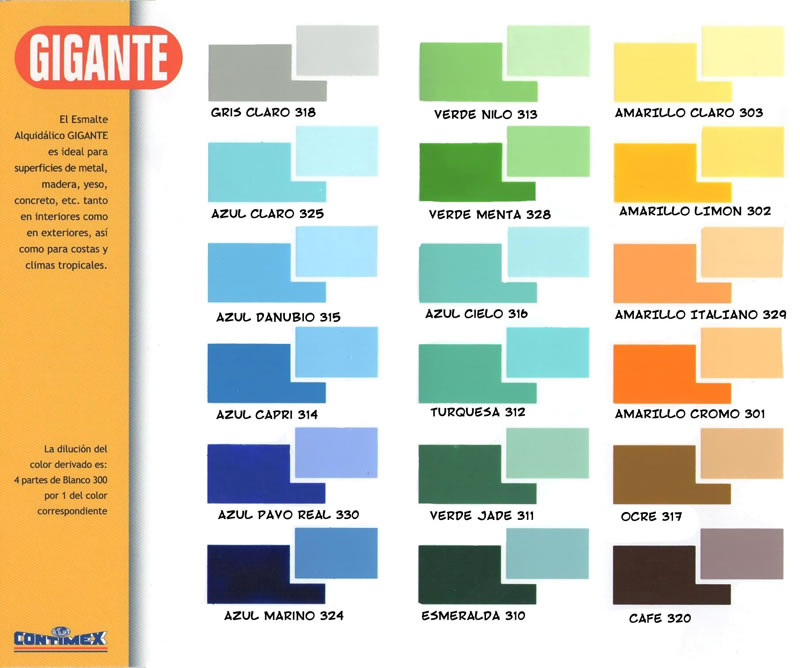 GIGANTE
El Esmalte
Alquidálico GIGANTE
es ideal para
superficies de metal,
madera, yeso,
concreto, etc. tanto
en interiores como
en exteriores, así
como para costas y
climas tropicales.
La dilución del
color derivado es:
4 partes de Blanco 300
por 1 del color
correspondiente
CONTIMEX
GRIS CLARO 318
VERDE NILO 313
AMARILLO CLARO 303
AZUL CLARO 325
VERDE MENTA 328
AMARILLO LIMON 302
AZUL DANUBIO 315
AZUL CIELO 316
AMARILLO ITALIANO 329
AZUL CAPRI 314
TURQUESA 312
AMARILLO CROMO 301
AZUL PAVO REAL 330
VERDE JADE 311
OCRE 317
AZUL MARINO 324
ESMERALDA 310
CAFE 320